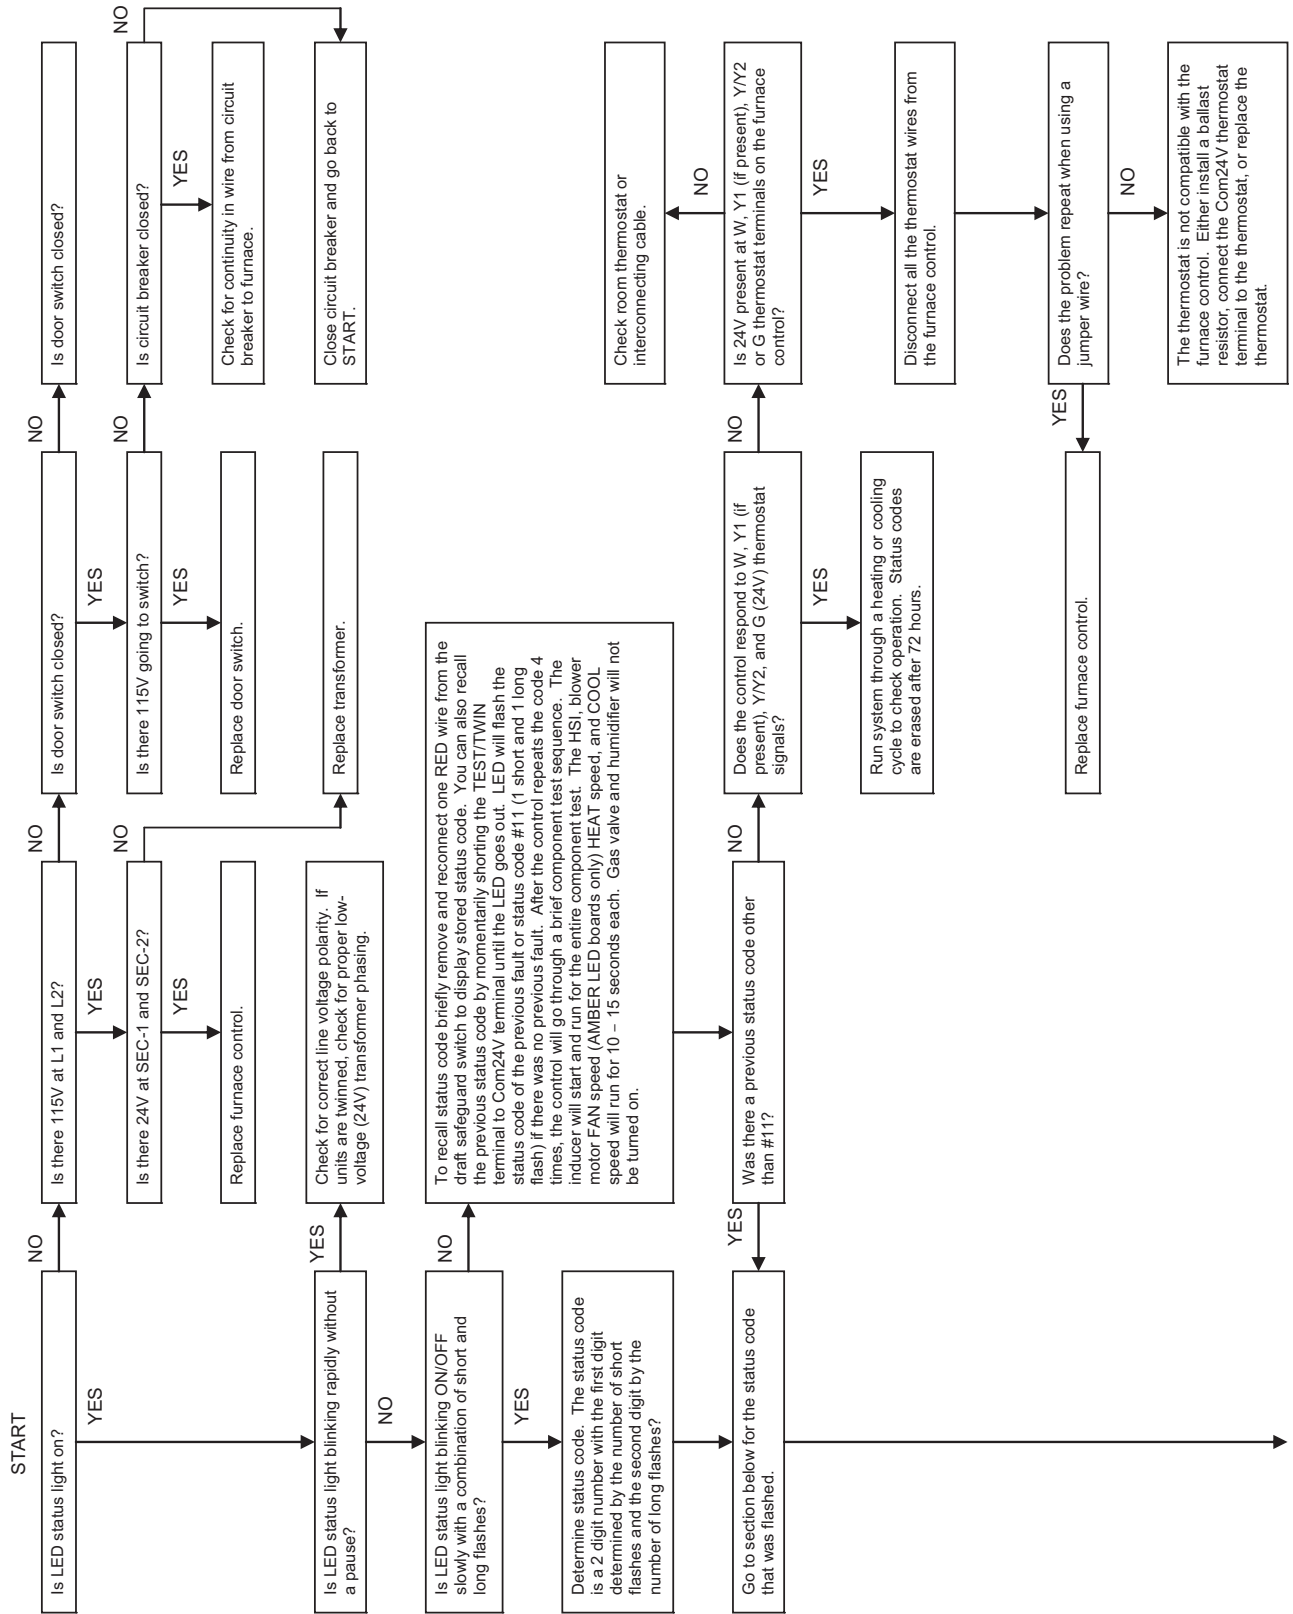 START
Is LED status light on?
NO
YES
Is there 115V at L1 and L2?
NO
YES
Is door switch closed?
NO
YES
Is door switch closed?
Is there 24V at SEC-1 and SEC-2?
NO
YES
Is there 115V going to switch?
NO
YES
Is circuit breaker closed?
NO
YES
Replace furnace control.
Replace door switch.
Check for continuity in wire from circuit
breaker to furnace.
Is LED status light blinking rapidly without
a pause?
YES
NO
Check for correct line voltage polarity. If
units are twinned, check for proper low-
voltage (24V) transformer phasing.
Replace transformer.
Close circuit breaker and go back to
START.
Is LED status light blinking ON/OFF
slowly with a combination of short and
long flashes?
NO
YES
To recall status code briefly remove and reconnect one RED wire from the
draft safeguard switch to display stored status code. You can also recall
the previous status code by momentarily shorting the TEST/TWIN
terminal to Com24V terminal until the LED goes out. LED will flash the
status code of the previous fault or status code #11 (1 short and 1 long
flash) if there was no previous fault. After the control repeats the code 4
times, the control will go through a brief component test sequence. The
inducer will start and run for the entire component test. The HSI, blower
motor FAN speed (AMBER LED boards only) HEAT speed, and COOL
speed will run for 10 – 15 seconds each. Gas valve and humidifier will not
be turned on.
Determine status code. The status code
is a 2 digit number with the first digit
determined by the number of short
flashes and the second digit by the
number of long flashes?
Check room thermostat or
interconnecting cable.
NO
Go to section below for the status code
that was flashed.
YES
Was there a previous status code other
than #11?
NO
Does the control respond to W, Y1 (if
present), Y/Y2, and G (24V) thermostat
signals?
NO
YES
Is 24V present at W, Y1 (if present), Y/Y2
or G thermostat terminals on the furnace
control?
YES
Run system through a heating or cooling
cycle to check operation. Status codes
are erased after 72 hours.
Disconnect all the thermostat wires from
the furnace control.
Replace furnace control.
YES
Does the problem repeat when using a
jumper wire?
NO
The thermostat is not compatible with the
furnace control. Either install a ballast
resistor, connect the Com24V thermostat
terminal to the thermostat, or replace the
thermostat.